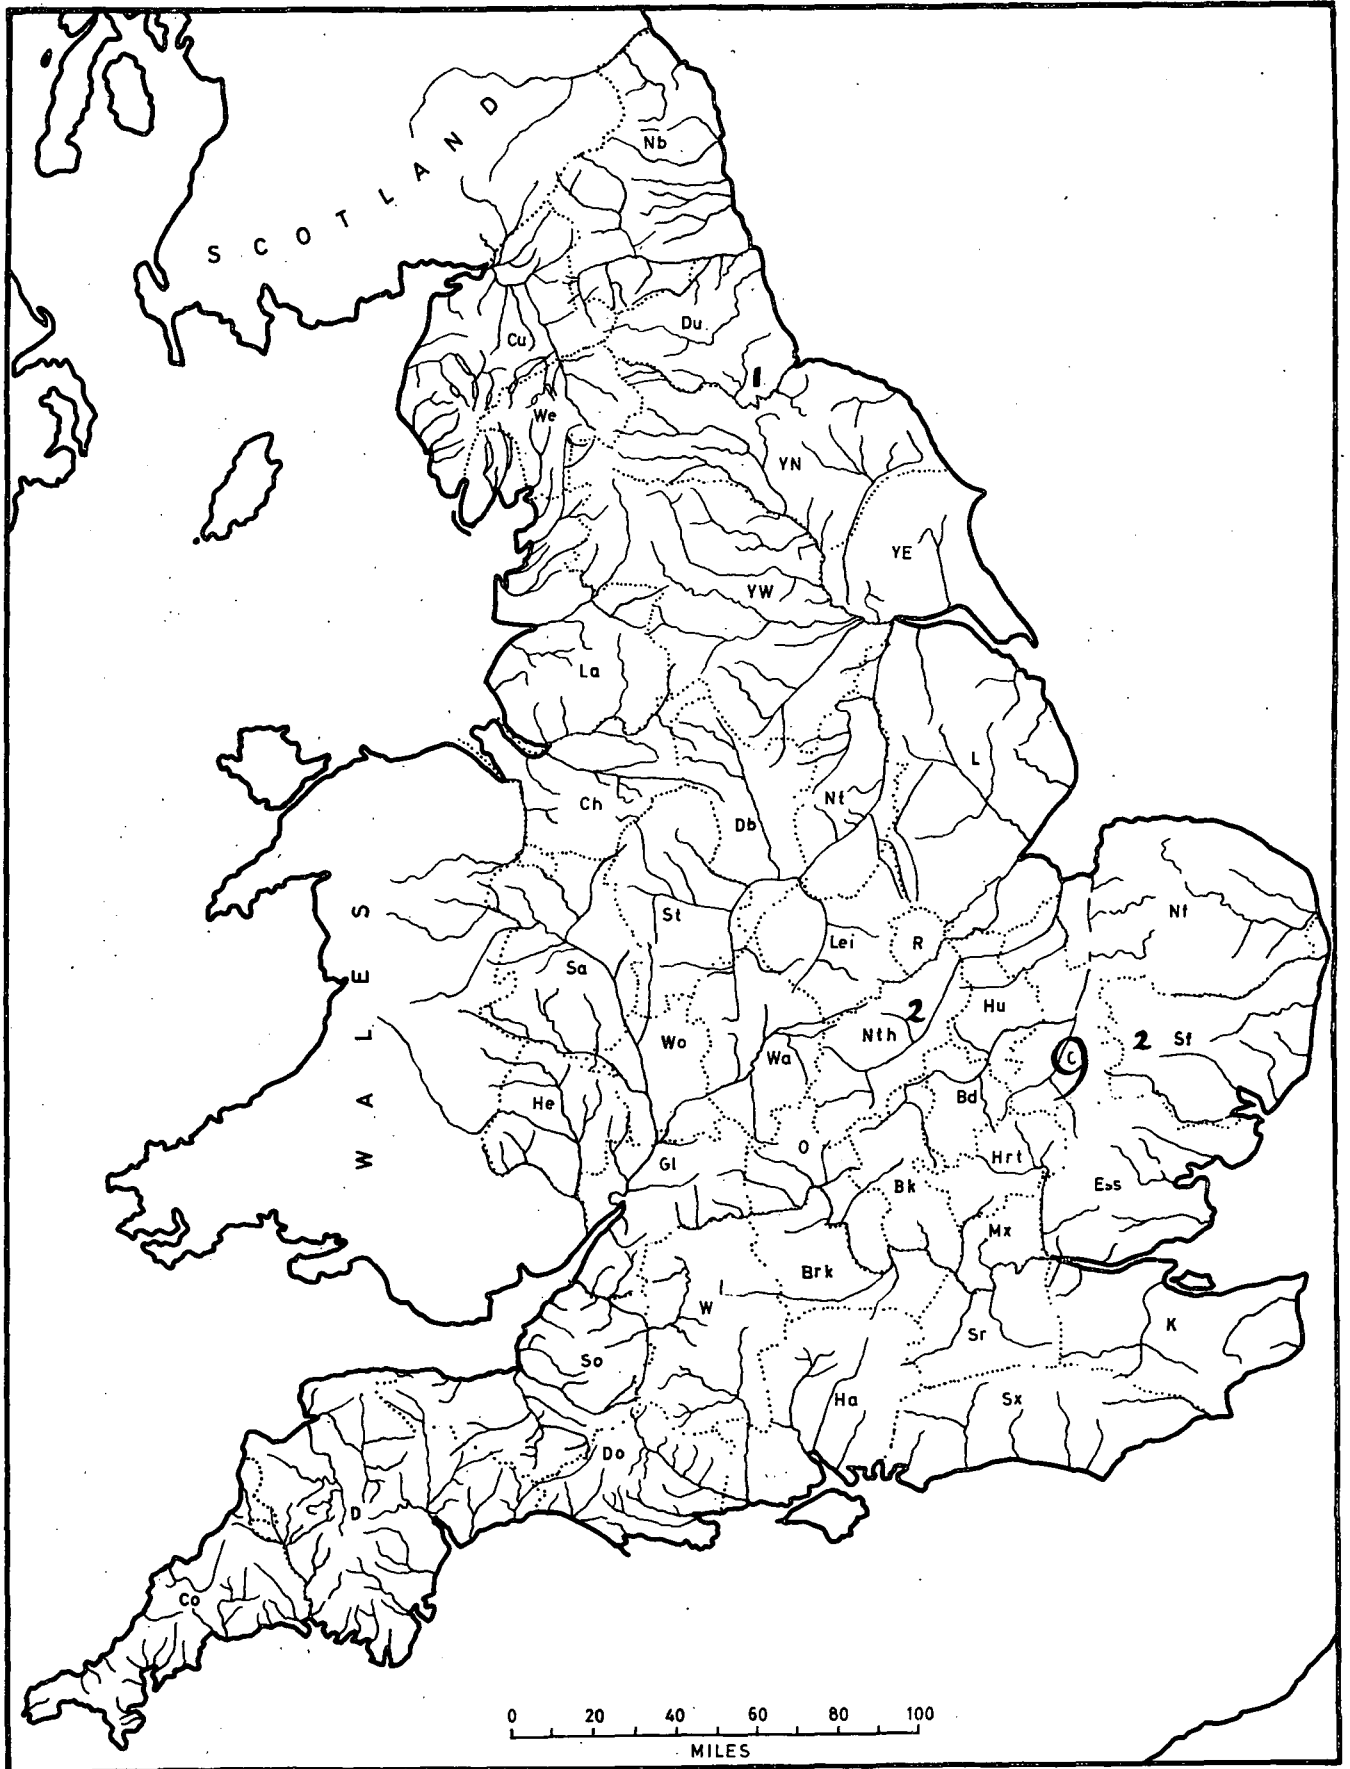 SCOTLAND
Nb
Du
Cu
1
We
YN
YE
YW
La
L
Ch
Nt
Db
WALES
St
Nf
Lei
R
Sa
2
Hu
Nth
Wo
Wa
C
2
Sf
He
Bd
O
Hrt
Gl
Bk
Ess
Mx
Brk
W
Sr
K
So
Ha
Sx
Do
D
Co
0 20 40 60 80 100
MILES